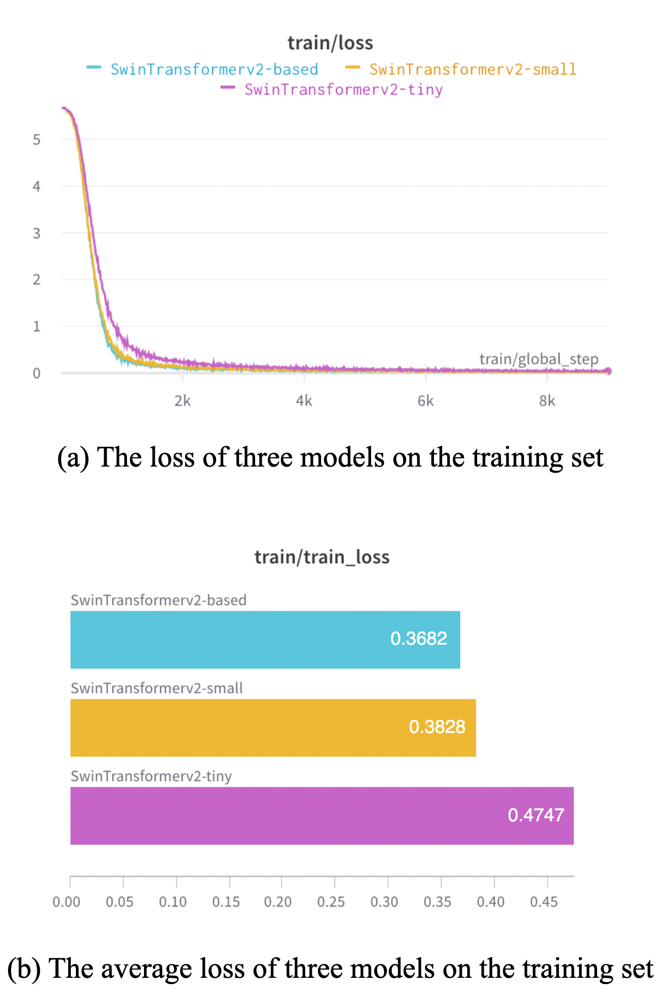 train/loss
SwinTransformerv2-based SwinTransformerv2-small
SwinTransformerv2-tiny
5
4
3
2
1
0
train/global_step
2k 4k 6k 8k
(a) The loss of three models on the training set
train/train_loss
SwinTransformerv2-based
0.3682
SwinTransformerv2-small
0.3828
SwinTransformerv2-tiny
0.4747
0.00 0.05 0.10 0.15 0.20 0.25 0.30 0.35 0.40 0.45
(b) The average loss of three models on the training set